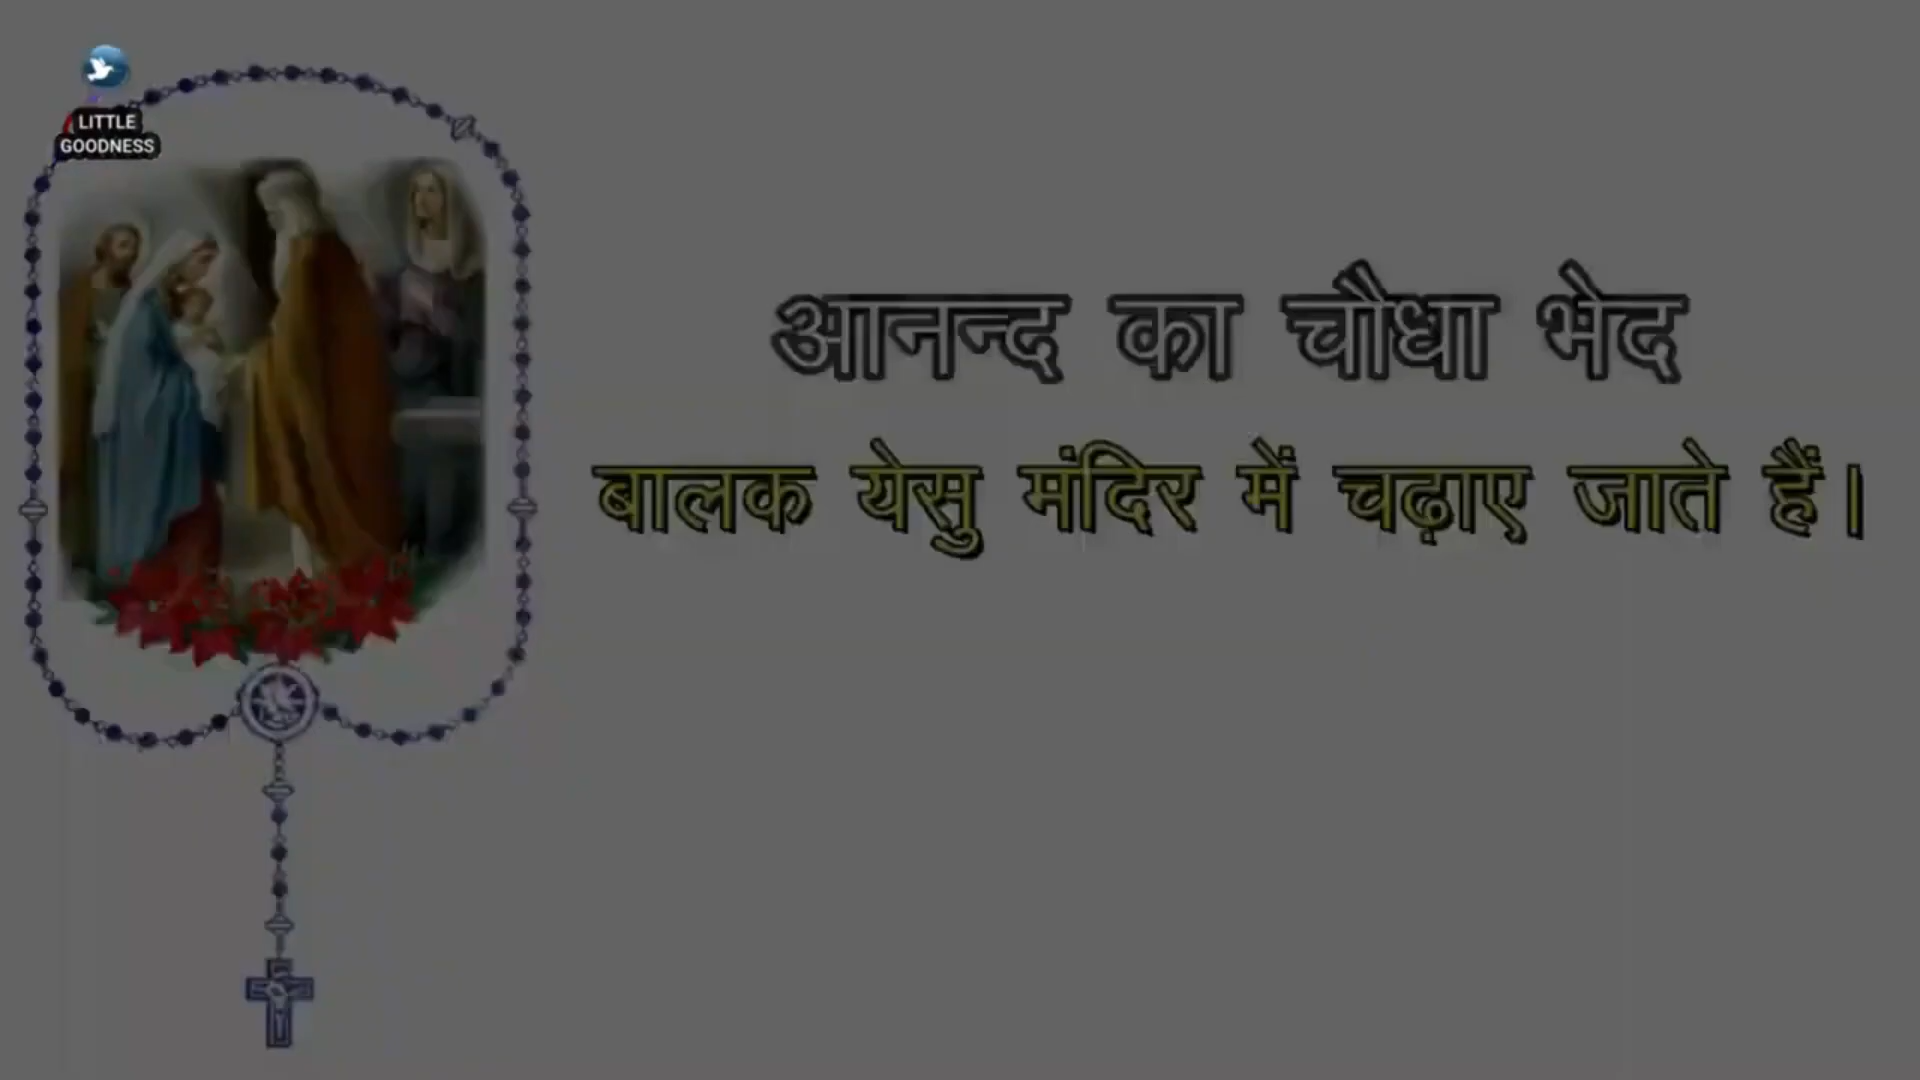 LITTLE
GOODNESS
आनन्द का चौधा भेद
बालक येसु मंदिर में चढ़ाए जाते हैं।